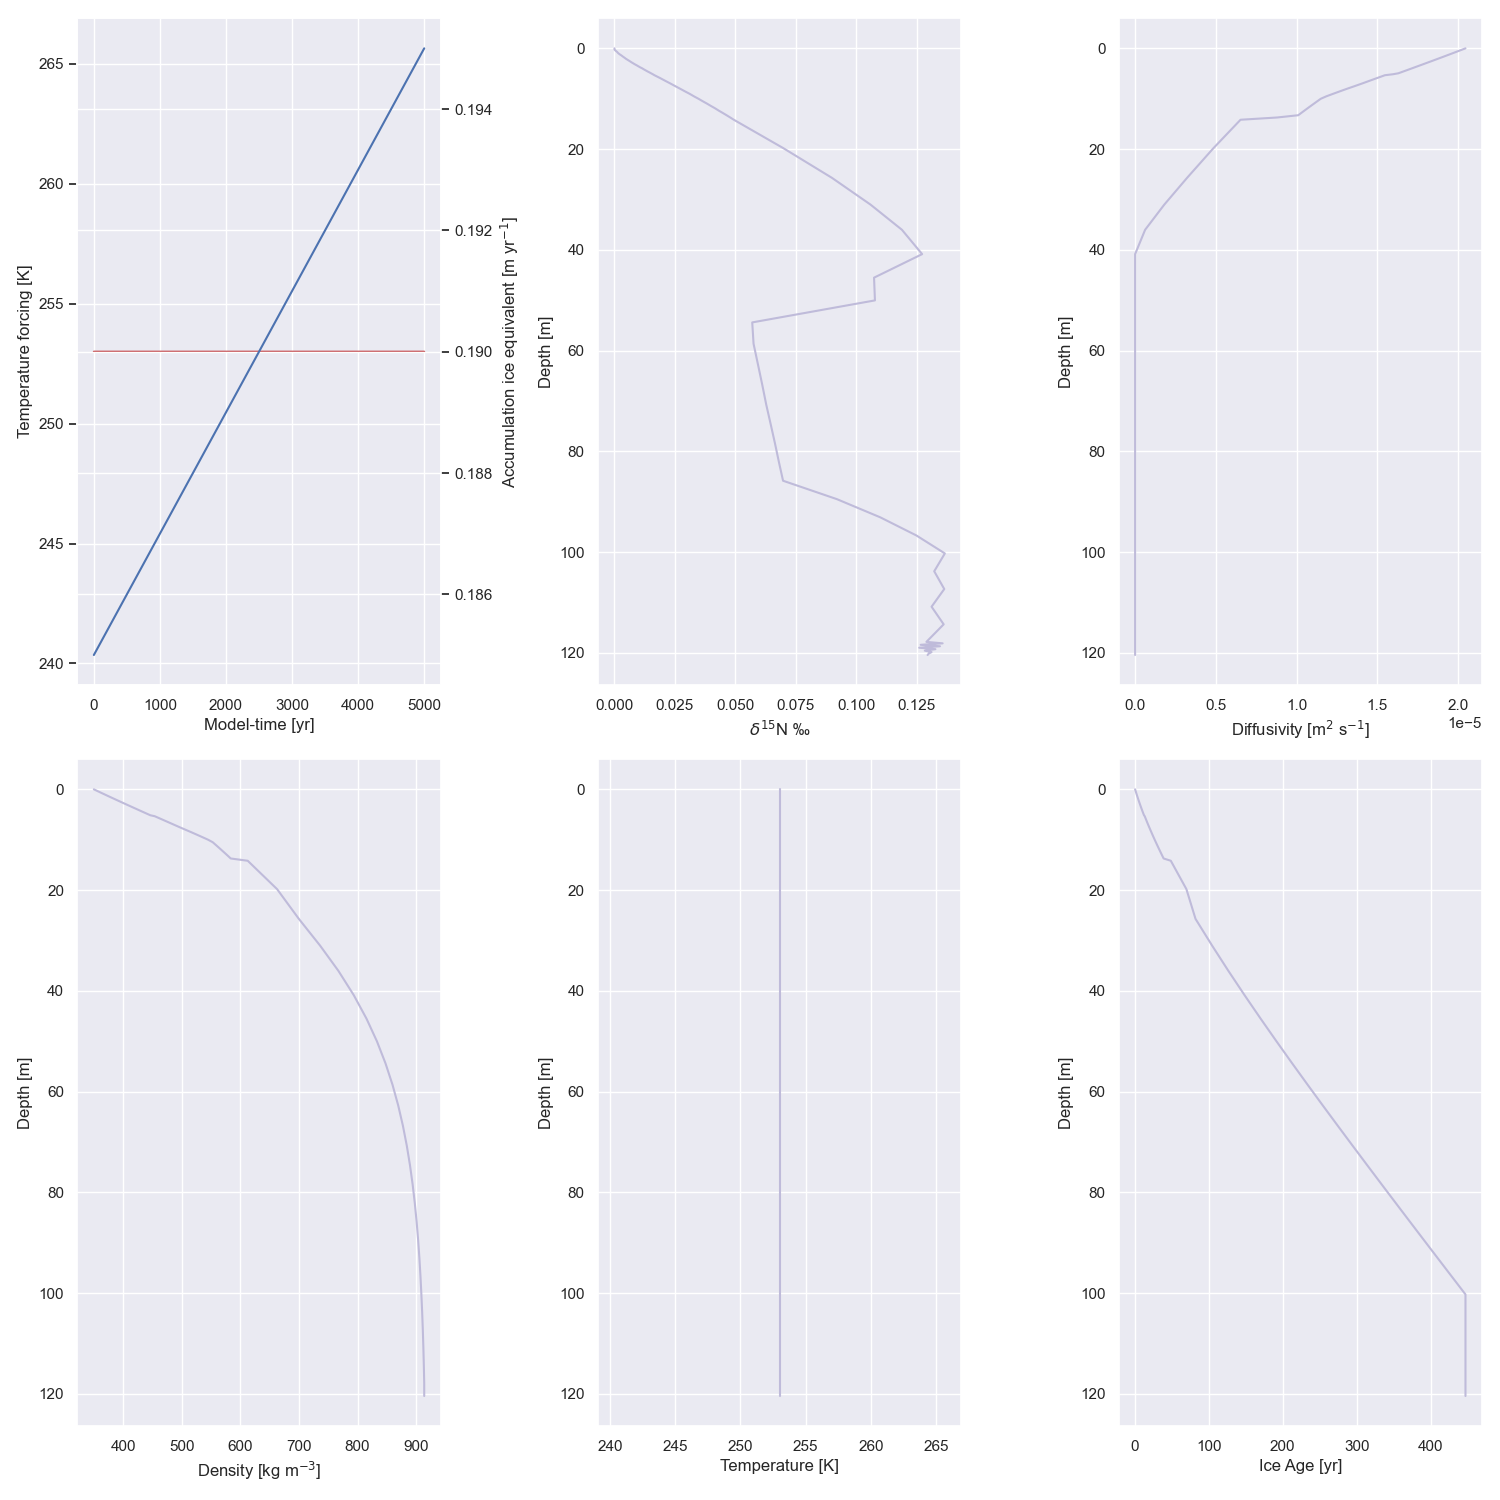 265
260
255
250
245
240
Temperature forcing [K]
0.194
0.192
0.190
0.188
0.186
Accumulation ice equivalent [m yr⁻¹]
0 1000 2000 3000 4000 5000
Model-time [yr]
0
20
40
60
80
100
120
Depth [m]
0.000 0.025 0.050 0.075 0.100 0.125
δ¹⁵N ‰
0
20
40
60
80
100
120
Depth [m]
0.0 0.5 1.0 1.5 2.0
1e−5
Diffusivity [m² s⁻¹]
0
20
40
60
80
100
120
Depth [m]
400 500 600 700 800 900
Density [kg m⁻³]
0
20
40
60
80
100
120
Depth [m]
240 245 250 255 260 265
Temperature [K]
0
20
40
60
80
100
120
Depth [m]
0 100 200 300 400
Ice Age [yr]